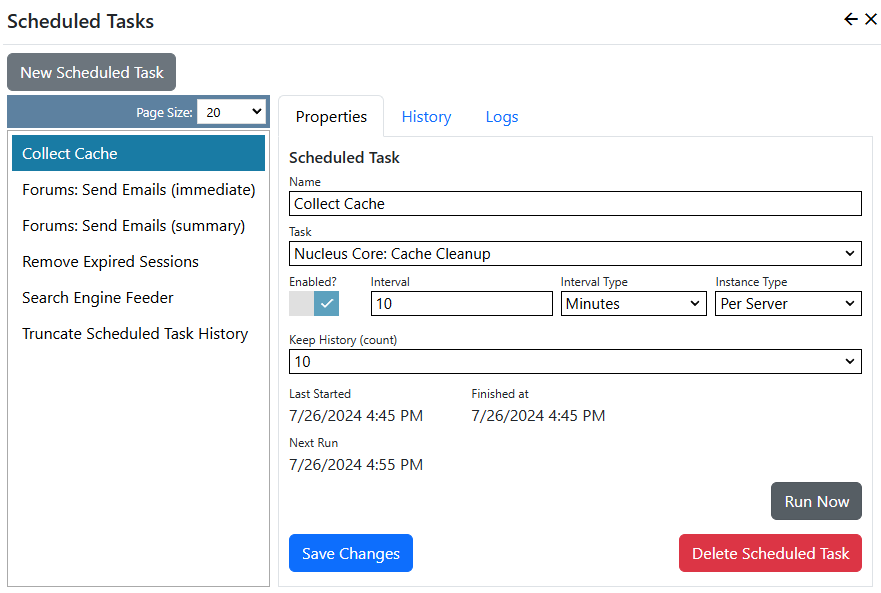 Scheduled Tasks
New Scheduled Task
Page Size: 20
Collect Cache
Forums: Send Emails (immediate)
Forums: Send Emails (summary)
Remove Expired Sessions
Search Engine Feeder
Truncate Scheduled Task History
Properties History Logs
Scheduled Task
Name
Collect Cache
Task
Nucleus Core: Cache Cleanup
Enabled? Interval Interval Type Instance Type
10 Minutes Per Server
Keep History (count)
10
Last Started Finished at
7/26/2024 4:45 PM 7/26/2024 4:45 PM
Next Run
7/26/2024 4:55 PM
Run Now
Save Changes Delete Scheduled Task